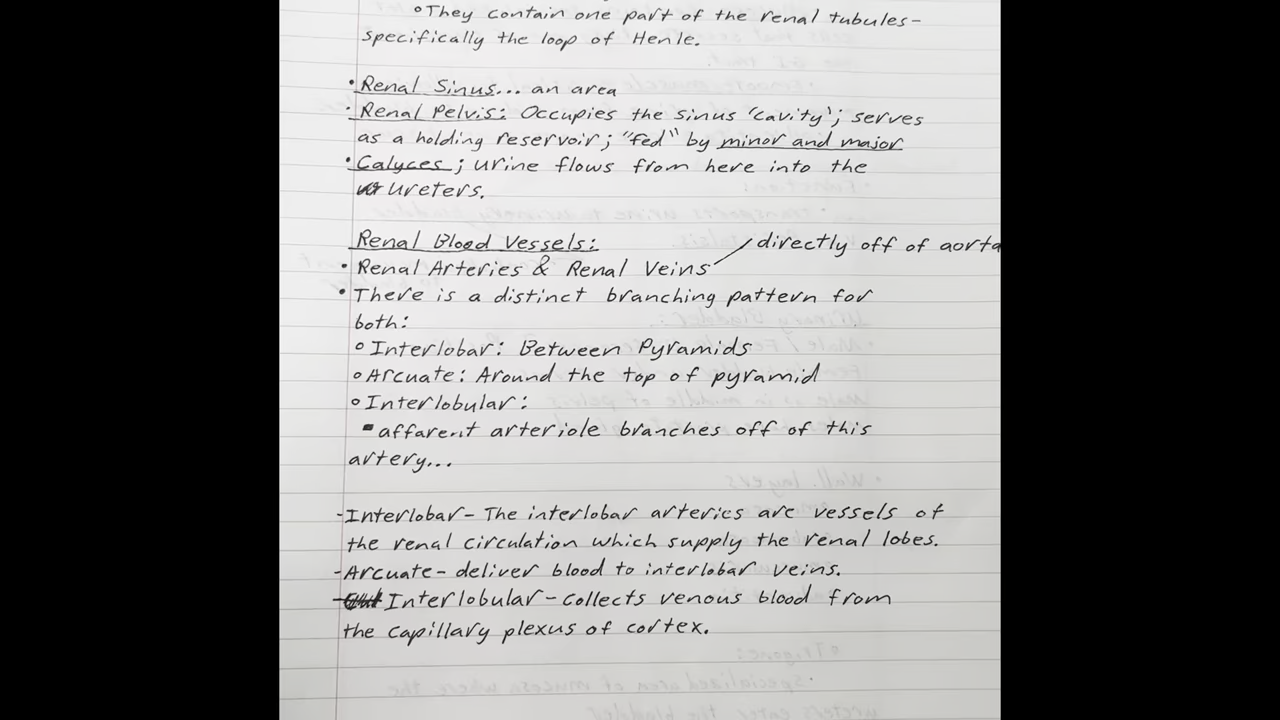 °They contain one part of the renal tubules-
specifically the loop of Henle.
• Renal Sinus... an area
• Renal Pelvis: Occupies the sinus 'cavity'; serves
as a holding reservoir; "fed" by minor and major
• Calyces; urine flows from here into the
ureters.
Renal Blood Vessels:
directly off of aorta
• Renal Arteries & Renal Veins
• There is a distinct branching pattern for
both:
° Interlobar: Between Pyramids
° Arcuate: Around the top of pyramid
° Interlobular:
▪ affarent arteriole branches off of this
artery...
- Interlobar - The interlobar arteries are vessels of
the renal circulation which supply the renal lobes.
- Arcuate - deliver blood to interlobar veins.
- Interlobular - collects venous blood from
the capillary plexus of cortex.